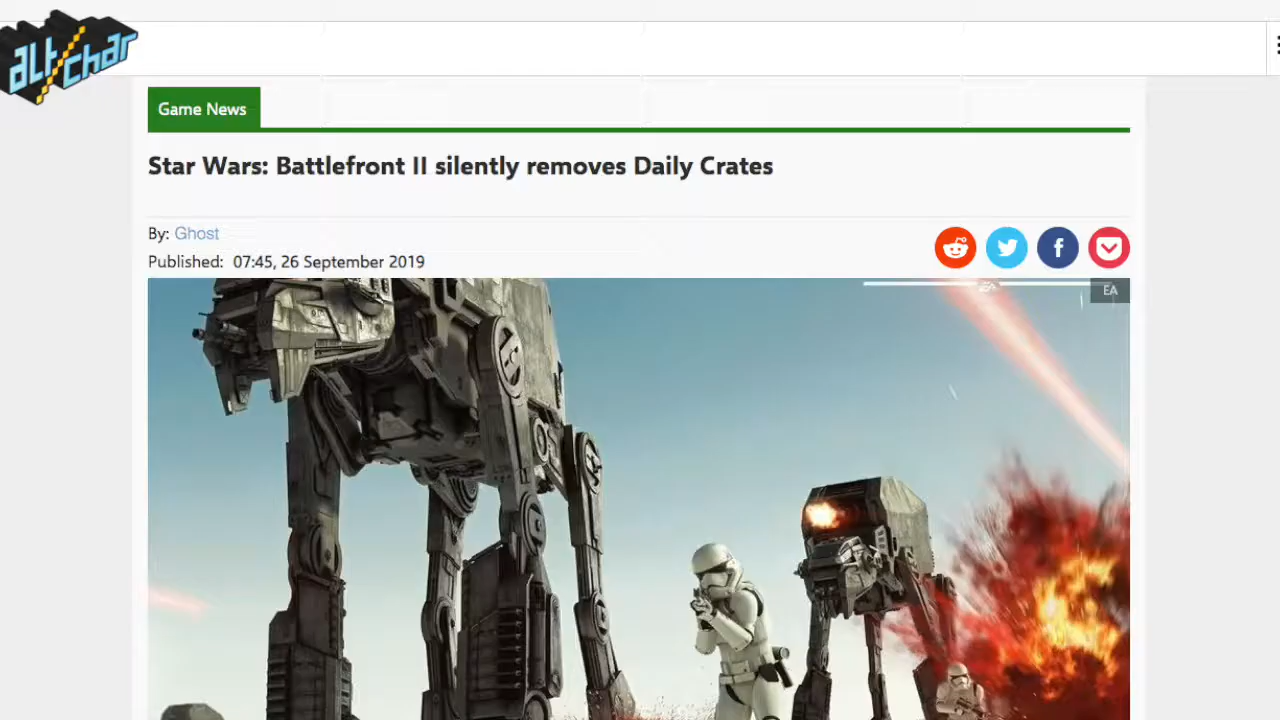 alt/char
Game News
Star Wars: Battlefront II silently removes Daily Crates
By: Ghost
Published: 07:45, 26 September 2019
EA
EA